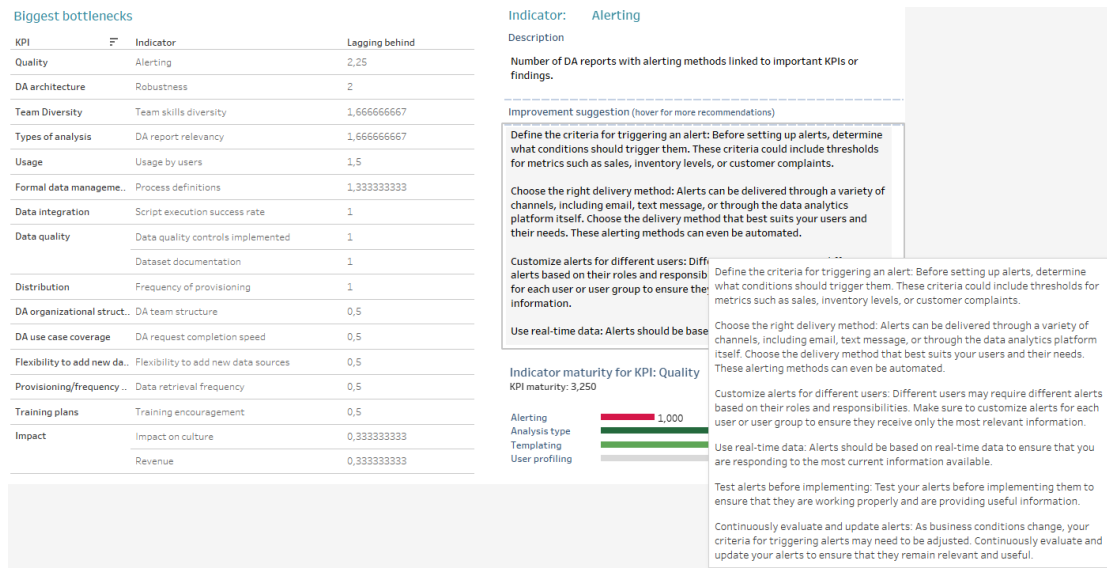 Biggest bottlenecks
KPI Indicator Lagging behind
Quality Alerting 2,25
DA architecture Robustness 2
Team Diversity Team skills diversity 1,666666667
Types of analysis DA report relevancy 1,666666667
Usage Usage by users 1,5
Formal data manageme.. Process definitions 1,333333333
Data integration Script execution success rate 1
Data quality Data quality controls implemented 1
Dataset documentation 1
Distribution Frequency of provisioning 1
DA organizational struct.. DA team structure 0,5
DA use case coverage DA request completion speed 0,5
Flexibility to add new da.. Flexibility to add new data sources 0,5
Provisioning/frequency .. Data retrieval frequency 0,5
Training plans Training encouragement 0,5
Impact Impact on culture 0,333333333
Revenue 0,333333333
Indicator: Alerting
Description
Number of DA reports with alerting methods linked to important KPIs or
findings.
Improvement suggestion (hover for more recommendations)
Define the criteria for triggering an alert: Before setting up alerts, determine
what conditions should trigger them. These criteria could include thresholds
for metrics such as sales, inventory levels, or customer complaints.
Choose the right delivery method: Alerts can be delivered through a variety of
channels, including email, text message, or through the data analytics
platform itself. Choose the delivery method that best suits your users and
their needs. These alerting methods can even be automated.
Customize alerts for different users:
alerts based on their roles and
for each user or user group to ensure
information.
Use real-time data: Alerts should be
Indicator maturity for KPI: Quality
KPI maturity: 3,250
Alerting 1,000
Analysis type
Templating
User profiling
Define the criteria for triggering an alert: Before setting up alerts, determine
what conditions should trigger them. These criteria could include thresholds for
metrics such as sales, inventory levels, or customer complaints.
Choose the right delivery method: Alerts can be delivered through a variety of
channels, including email, text message, or through the data analytics platform
itself. Choose the delivery method that best suits your users and their needs.
These alerting methods can even be automated.
Customize alerts for different users: Different users may require different alerts
based on their roles and responsibilities. Make sure to customize alerts for each
user or user group to ensure they receive only the most relevant information.
Use real-time data: Alerts should be based on real-time data to ensure that you
are responding to the most current information available.
Test alerts before implementing: Test your alerts before implementing them to
ensure that they are working properly and are providing useful information.
Continuously evaluate and update alerts: As business conditions change, your
criteria for triggering alerts may need to be adjusted. Continuously evaluate and
update your alerts to ensure that they remain relevant and useful.